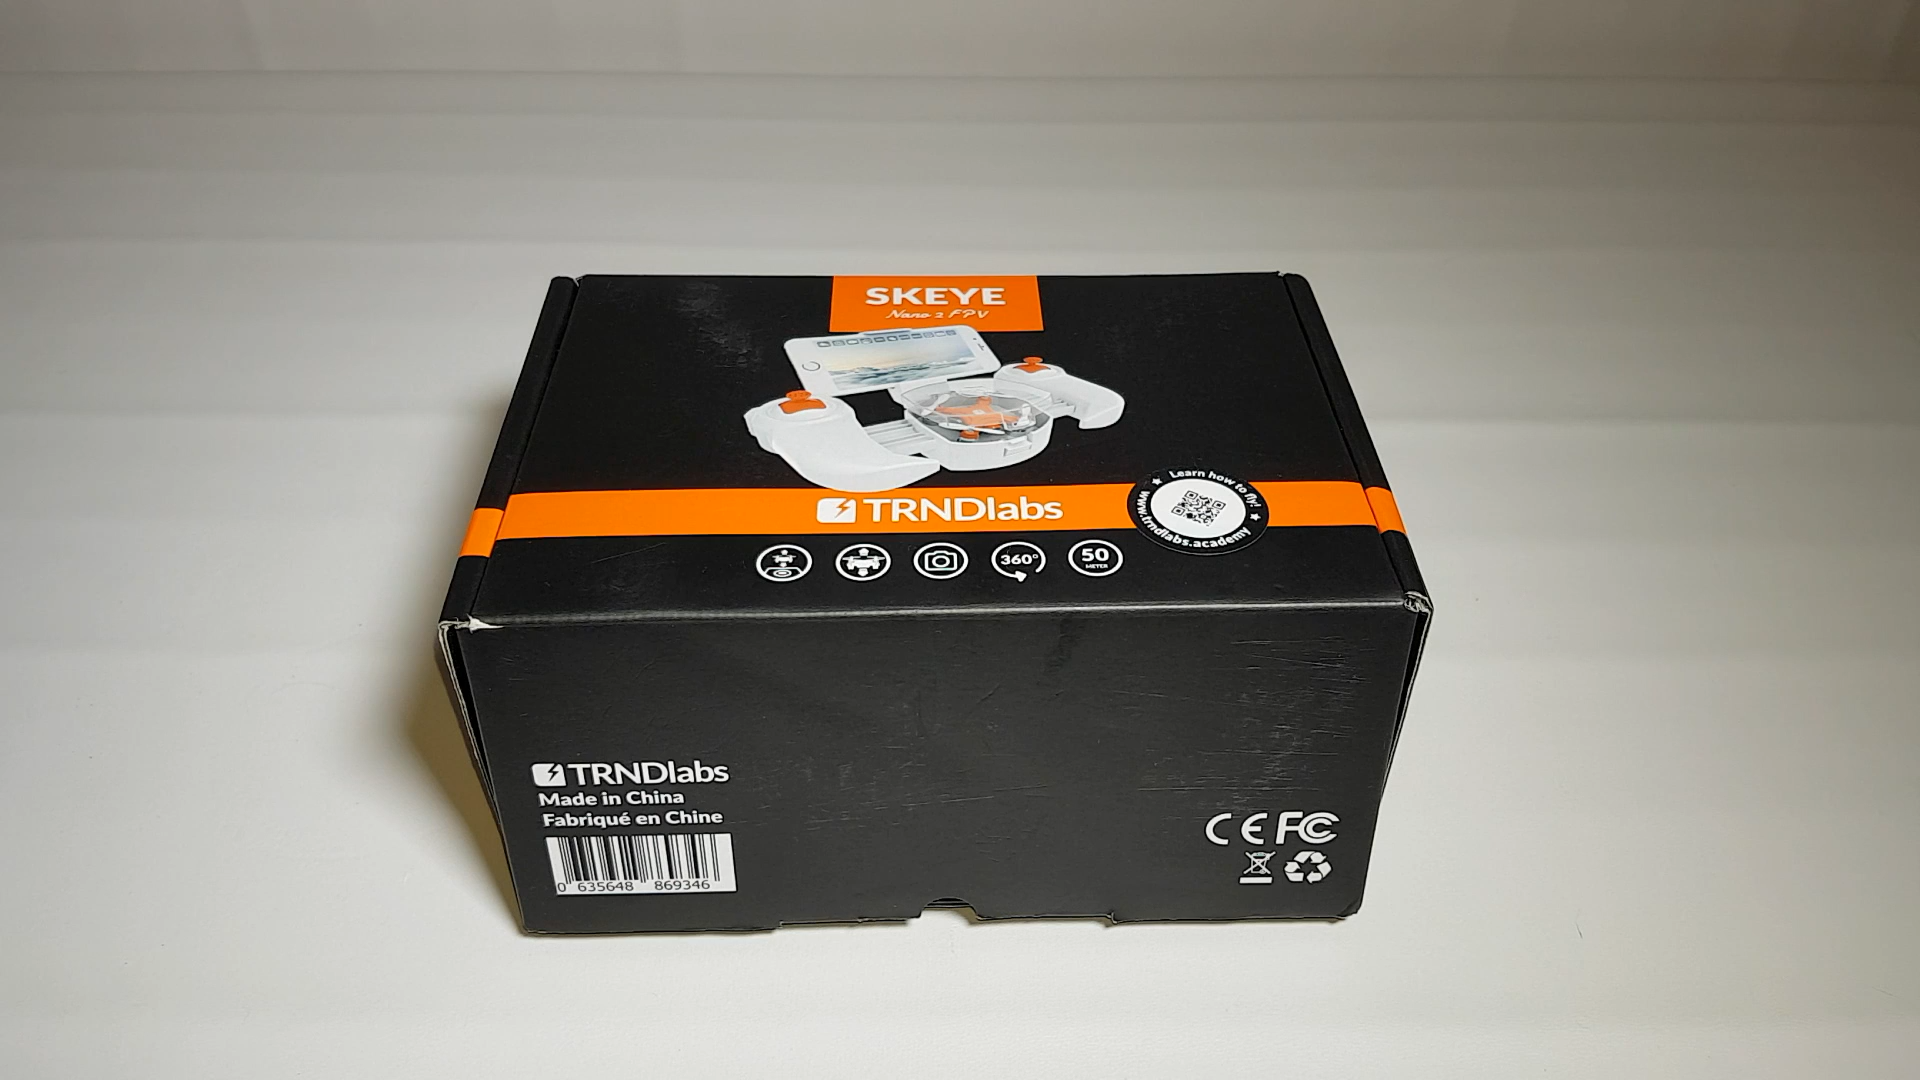 SKEYE
Nano 2 FPV
TRNDlabs
Learn how to fly!
www.trndlabs.academy
360°
50
METER
TRNDlabs
Made in China
Fabriqué en Chine
0 635648 869346
CE FC